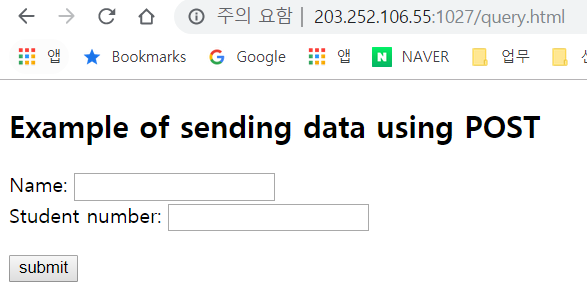 주의 요함 | 203.252.106.55:1027/query.html
앱 Bookmarks Google 앱 NAVER 업무
Example of sending data using POST
Name:
Student number:
submit